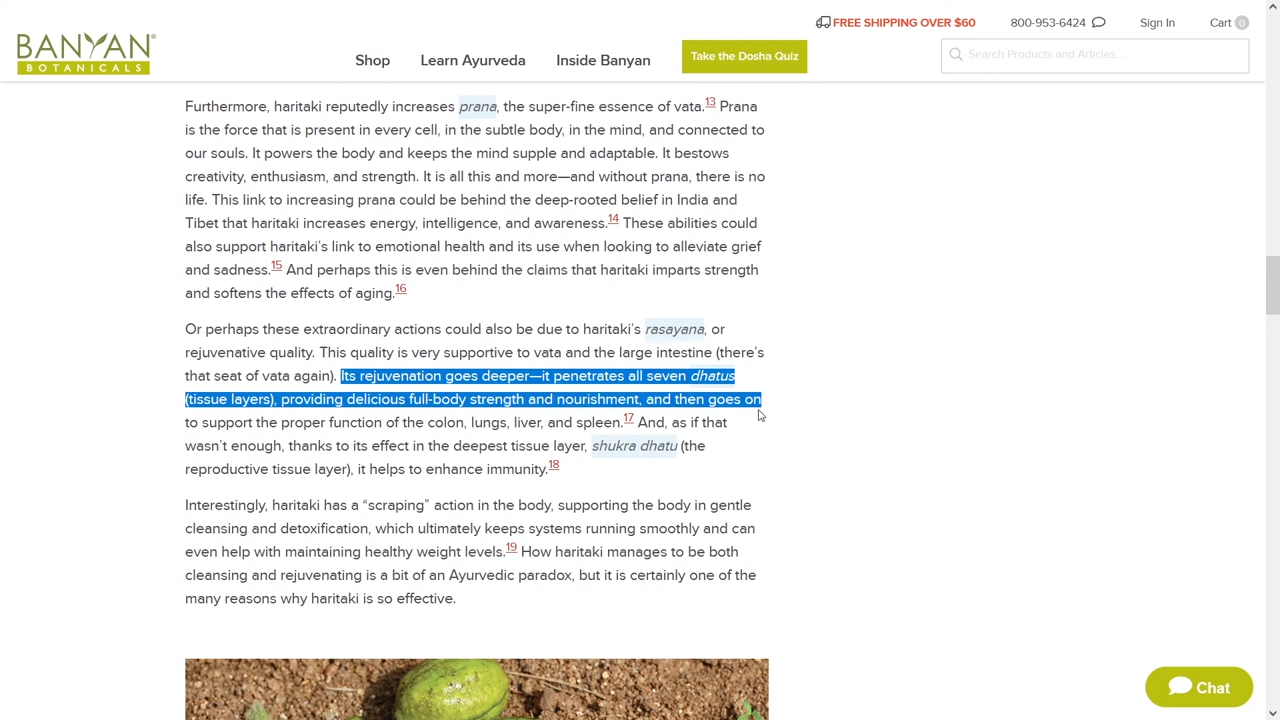 FREE SHIPPING OVER $60
800-953-6424
Sign In
Cart 0
BANYAN®
BOTANICALS
Shop
Learn Ayurveda
Inside Banyan
Take the Dosha Quiz
Search Products and Articles...
Furthermore, haritaki reputedly increases prana, the super-fine essence of vata.13 Prana
is the force that is present in every cell, in the subtle body, in the mind, and connected to
our souls. It powers the body and keeps the mind supple and adaptable. It bestows
creativity, enthusiasm, and strength. It is all this and more—and without prana, there is no
life. This link to increasing prana could be behind the deep-rooted belief in India and
Tibet that haritaki increases energy, intelligence, and awareness.14 These abilities could
also support haritaki's link to emotional health and its use when looking to alleviate grief
and sadness.15 And perhaps this is even behind the claims that haritaki imparts strength
and softens the effects of aging.16
Or perhaps these extraordinary actions could also be due to haritaki's rasayana, or
rejuvenative quality. This quality is very supportive to vata and the large intestine (there's
that seat of vata again). Its rejuvenation goes deeper—it penetrates all seven dhatus
(tissue layers), providing delicious full-body strength and nourishment, and then goes on
to support the proper function of the colon, lungs, liver, and spleen.17 And, as if that
wasn't enough, thanks to its effect in the deepest tissue layer, shukra dhatu (the
reproductive tissue layer), it helps to enhance immunity.18
Interestingly, haritaki has a “scraping” action in the body, supporting the body in gentle
cleansing and detoxification, which ultimately keeps systems running smoothly and can
even help with maintaining healthy weight levels.19 How haritaki manages to be both
cleansing and rejuvenating is a bit of an Ayurvedic paradox, but it is certainly one of the
many reasons why haritaki is so effective.
Chat